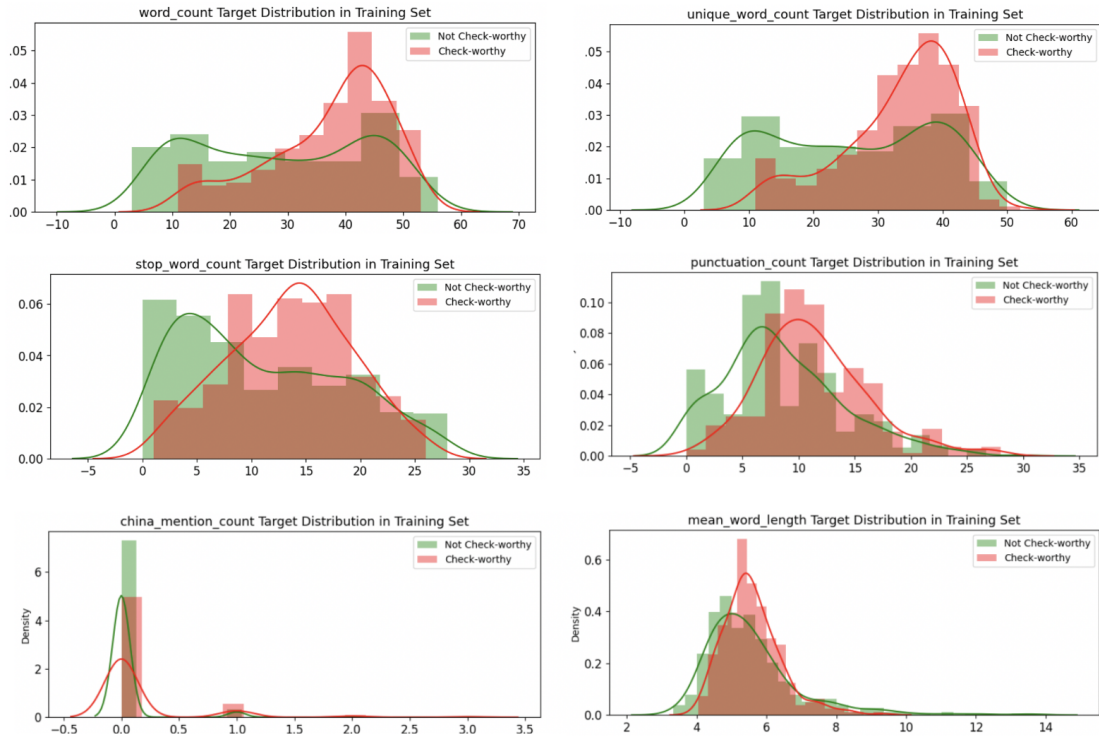 word_count Target Distribution in Training Set
Not Check-worthy
Check-worthy
.05
.04
.03
.02
.01
.00
−10 0 10 20 30 40 50 60 70
unique_word_count Target Distribution in Training Set
Not Check-worthy
Check-worthy
.05
.04
.03
.02
.01
.00
−10 0 10 20 30 40 50 60
stop_word_count Target Distribution in Training Set
Not Check-worthy
Check-worthy
0.06
0.04
0.02
0.00
−5 0 5 10 15 20 25 30 35
punctuation_count Target Distribution in Training Set
Not Check-worthy
Check-worthy
0.10
0.08
0.06
0.04
0.02
0.00
−5 0 5 10 15 20 25 30 35
china_mention_count Target Distribution in Training Set
Not Check-worthy
Check-worthy
Density
6
4
2
0
−0.5 0.0 0.5 1.0 1.5 2.0 2.5 3.0 3.5
mean_word_length Target Distribution in Training Set
Not Check-worthy
Check-worthy
Density
0.6
0.4
0.2
0.0
2 4 6 8 10 12 14